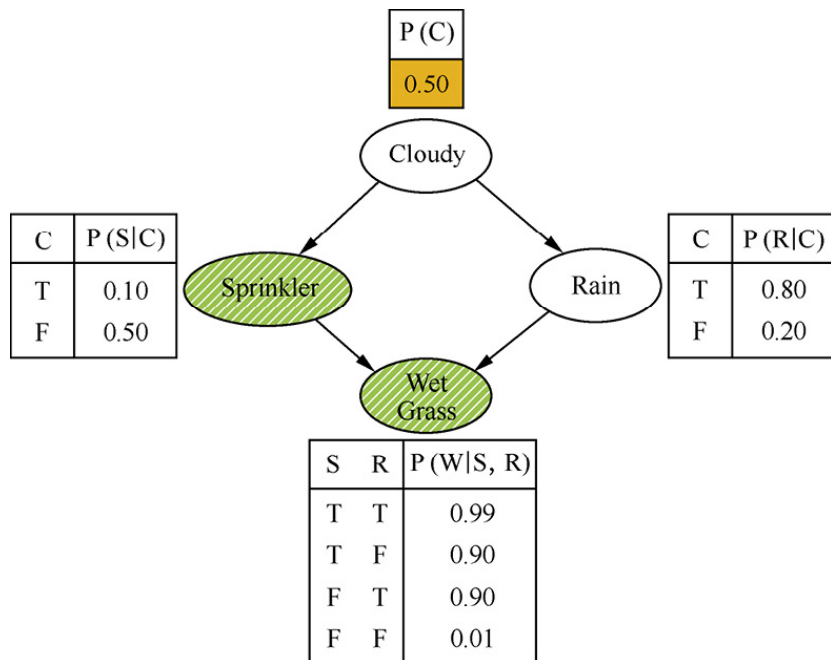 P (C)
0.50
Cloudy
C P (S|C)
T 0.10
F 0.50
Sprinkler
Rain
C P (R|C)
T 0.80
F 0.20
Wet
Grass
S R P (W|S, R)
T T 0.99
T F 0.90
F T 0.90
F F 0.01